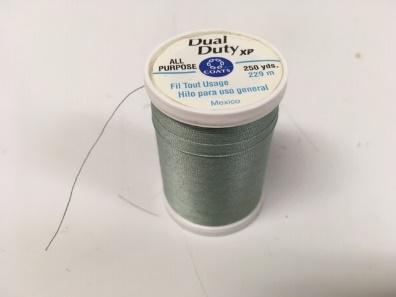 Dual
Duty XP
ALL
PURPOSE
COATS
250 yds.
229 m
Fil Tout Usage
Hilo para uso general
Mexico